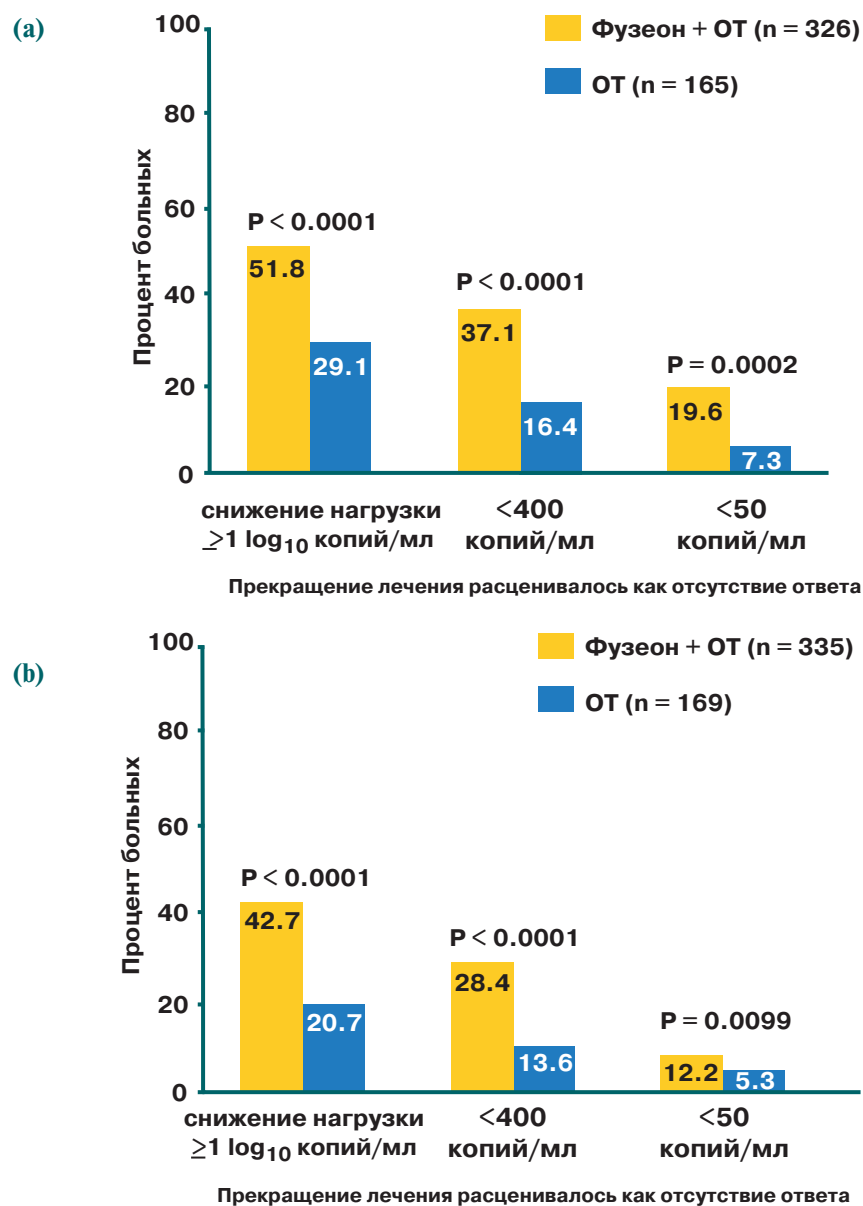 (a)
100
80
60
40
20
0
Процент больных
Фузеон + ОТ (n = 326)
ОТ (n = 165)
P < 0.0001
51.8
29.1
P < 0.0001
37.1
16.4
P = 0.0002
19.6
7.3
снижение нагрузки
≥1 log10 копий/мл
<400
копий/мл
<50
копий/мл
Прекращение лечения расценивалось как отсутствие ответа
(b)
100
80
60
40
20
0
Процент больных
Фузеон + ОТ (n = 335)
ОТ (n = 169)
P < 0.0001
42.7
20.7
P < 0.0001
28.4
13.6
P = 0.0099
12.2
5.3
снижение нагрузки
≥1 log10 копий/мл
<400
копий/мл
<50
копий/мл
Прекращение лечения расценивалось как отсутствие ответа